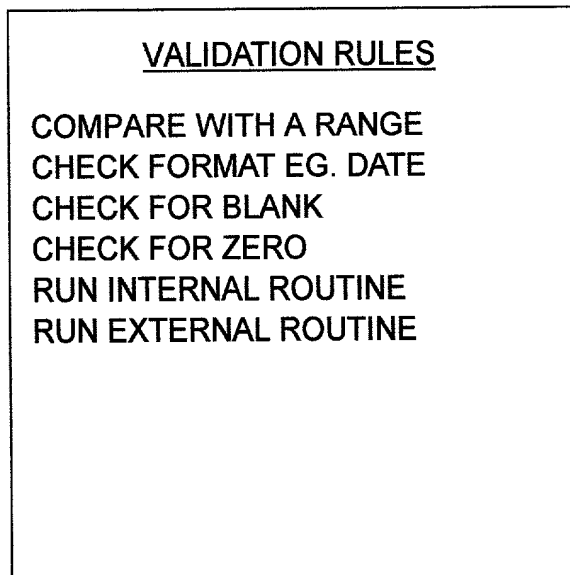 VALIDATION RULES
COMPARE WITH A RANGE
CHECK FORMAT EG. DATE
CHECK FOR BLANK
CHECK FOR ZERO
RUN INTERNAL ROUTINE
RUN EXTERNAL ROUTINE